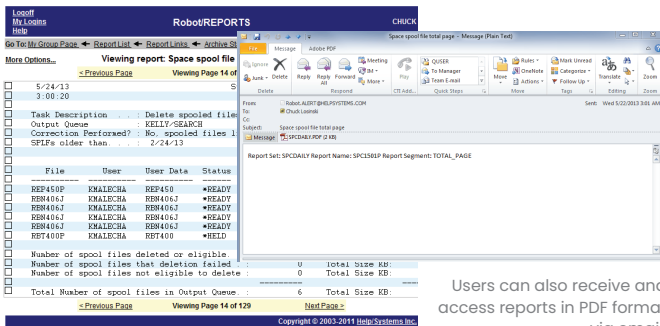 Logoff
My Logins
Help
Robot/REPORTS
CHUCK
Go To: My Group Page Report List Report Links Archive St
More Options...
Viewing report: Space spool file
< Previous Page
Viewing Page 14 of
5/24/13 S
3:00:20
Task Description . . . : Delete spooled file
Output Queue : KELLY/SEARCH
Correction Performed? : No, spooled files l
SPLFs older than. . . : 2/24/13
File User User Data Status
REP450P KMALECHA REP450 *READY
RBN406J KMALECHA RBN406J *READY
RBN406J KMALECHA RBN406J *READY
RBN406J KMALECHA RBN406J *READY
RBN406J KMALECHA RBN406J *READY
RBT400P KMALECHA RBT400 *HELD
Number of spool files deleted or eligible.
Number of spool files that deletion failed : 0 Total Size KB:
Number of spool files not eligible to delete : 0 Total Size KB:
Total Number of spool files in Output Queue. : 6 Total Size KB:
< Previous Page
Viewing Page 14 of 129
Next Page >
Copyright © 2003-2011 Help/Systems Inc.
Space spool file total page - Message (Plain Text)
File Message Adobe PDF
Ignore
Junk
Delete
Delete
Reply Reply All Forward
Meeting
IM
More
Respond
Play
CTI Add...
QUSER
To Manager
Team E-mail
Quick Steps
Move
Rules
OneNote
Actions
Move
Mark Unread
Categorize
Follow Up
Tags
Translate
Editing
Zoom
Zoom
From: Robot.ALERT@HELPSYSTEMS.COM
Sent: Wed 5/22/2013 3:01 AM
To: Chuck Losinski
Cc:
Subject: Space spool file total page
Message SPCDAILY.PDF (2 KB)
Report Set: SPCDAILY Report Name: SPC1501P Report Segment: TOTAL_PAGE
Users can also receive and
access reports in PDF forma
via email